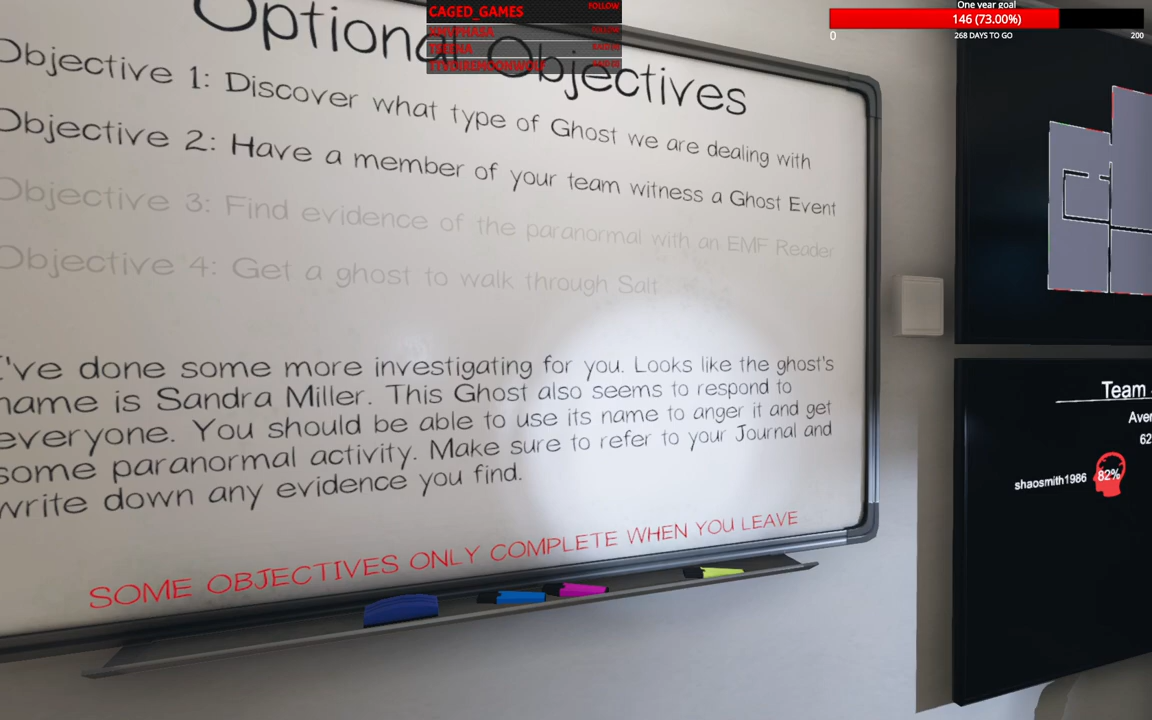 Optional Objectives
Objective 1: Discover what type of Ghost we are dealing with
Objective 2: Have a member of your team witness a Ghost Event
Objective 3: Find evidence of the paranormal with an EMF Reader
Objective 4: Get a ghost to walk through Salt
I've done some more investigating for you. Looks like the ghost's
name is Sandra Miller. This Ghost also seems to respond to
everyone. You should be able to use its name to anger it and get
some paranormal activity. Make sure to refer to your Journal and
write down any evidence you find.
SOME OBJECTIVES ONLY COMPLETE WHEN YOU LEAVE
CAGED_GAMES FOLLOW
One year goal
146 (73.00%)
0 268 DAYS TO GO 200
Team
Aver
62
shaosmith1986 82%